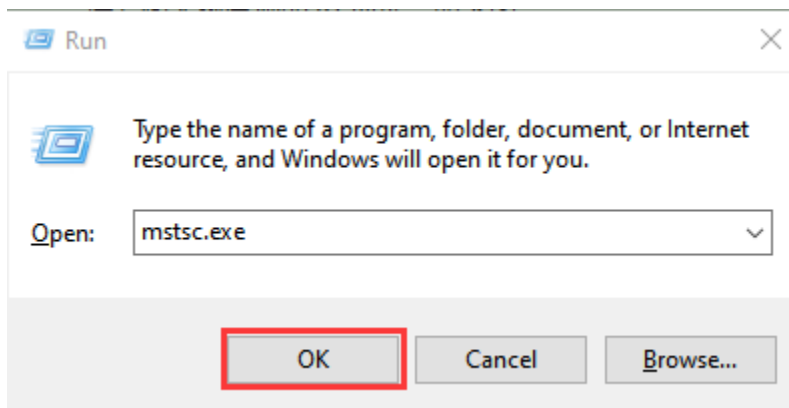 Run
Type the name of a program, folder, document, or Internet
resource, and Windows will open it for you.
Open:
mstsc.exe
OK
Cancel
Browse...